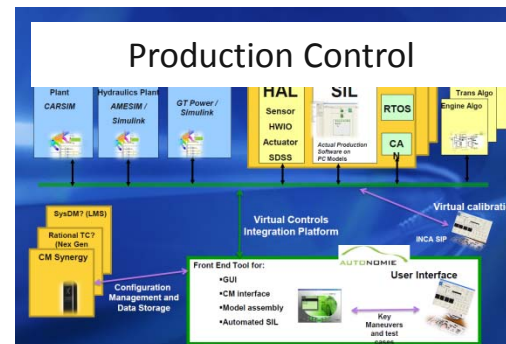 Production Control
Plant
CARSIM
Hydraulics Plant
AMESIM /
Simulink
GT Power /
Simulink
HAL
Sensor
HWIO
Actuator
SDSS
SIL
Actual Production
Software on
PC Models
RTOS
CA
N
Trans Algo
Engine Algo
Virtual calibrati
INCA SIP
Virtual Controls
Integration Platform
SysDM? (LMS)
Rational TC?
(Nex Gen
CM Synergy
Configuration
Management and
Data Storage
AUTONOMIE
Front End Tool for:
▪GUI
▪CM interface
▪Model assembly
▪Automated SIL
User Interface
Key
Maneuvers
and test
cases